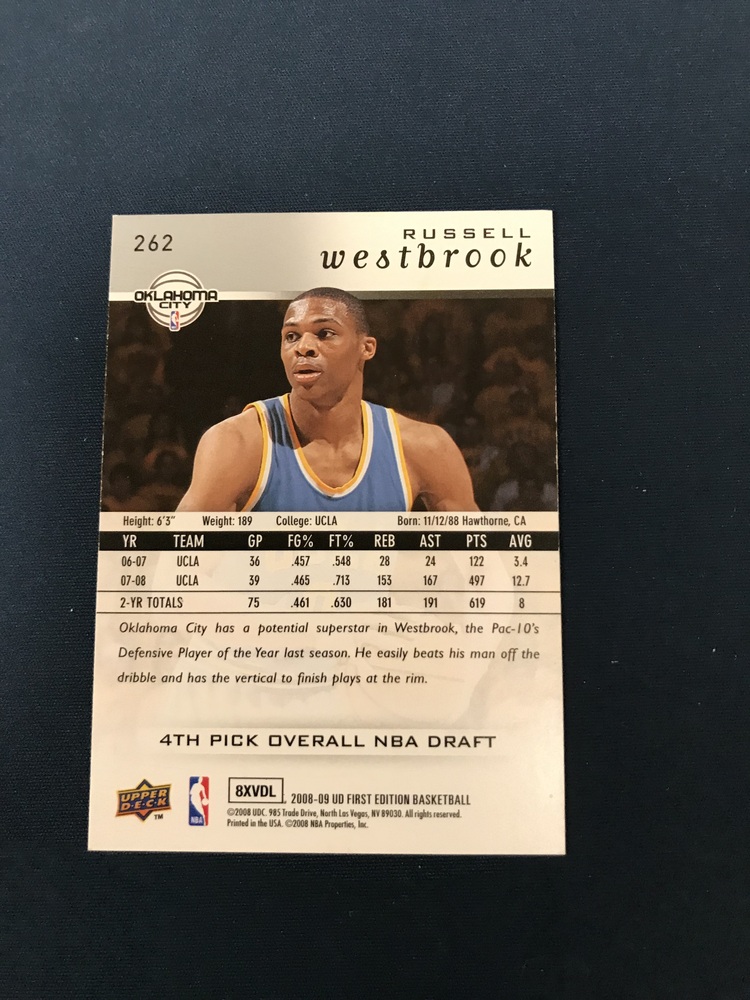 262
RUSSELL
westbrook
OKLAHOMA
CITY
Height: 6'3" Weight: 189 College: UCLA Born: 11/12/88 Hawthorne, CA
YR TEAM GP FG% FT% REB AST PTS AVG
06-07 UCLA 36 .457 .548 28 24 122 3.4
07-08 UCLA 39 .465 .713 153 167 497 12.7
2-YR TOTALS 75 .461 .630 181 191 619 8
Oklahoma City has a potential superstar in Westbrook, the Pac-10's
Defensive Player of the Year last season. He easily beats his man off the
dribble and has the vertical to finish plays at the rim.
4TH PICK OVERALL NBA DRAFT
UPPER
D·E·C·K
TM
NBA
8XVDL
2008-09 UD FIRST EDITION BASKETBALL
©2008 UDC. 985 Trade Drive, North Las Vegas, NV 89030. All rights reserved.
Printed in the USA. ©2008 NBA Properties, Inc.